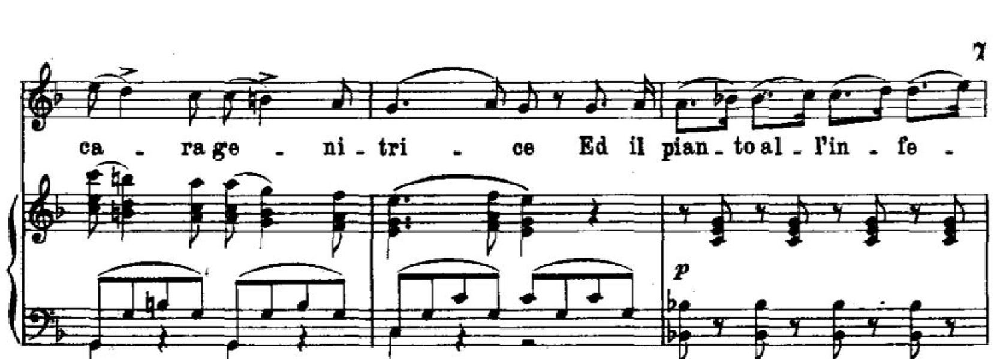 7
ca - ra ge - ni - tri - ce Ed il pian - to al - l'in - fe -
p